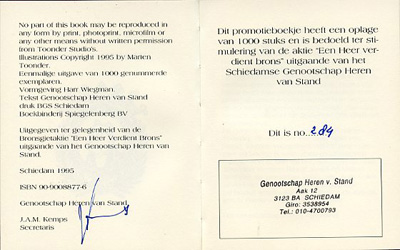 No part of this book may be reproduced in
any form by print, photoprint, microfilm or
any other means without written permission
from Toonder Studio's.
Illustrations Copyright 1995 by Marten
Toonder.
Eenmalige uitgave van 1000 genummerde
exemplaren.
Vormgeving Harr Wiegman.
Tekst Genootschap Heren van Stand
druk BGS Schiedam
Boekbinderij Spiegelenberg BV
Uitgegeven ter gelegenheid van de
Bronsgietaktie "Een Heer Verdient Brons"
uitgaande van het Genootschap Heren van
Stand.
Schiedam 1995
ISBN 90-9008877-6
Genootschap Heren van Stand
J.A.M. Kemps
Secretaris
Dit promotieboekje heeft een oplage
van 1000 stuks en is bedoeld ter sti-
mulering van de aktie "Een Heer ver-
dient brons" uitgaande van het
Schiedamse Genootschap Heren
van Stand
Dit is no. 284
Genootschap Heren v. Stand
Aak 12
3123 BA SCHIEDAM
Giro: 3538954
Tel.: 010-4700793